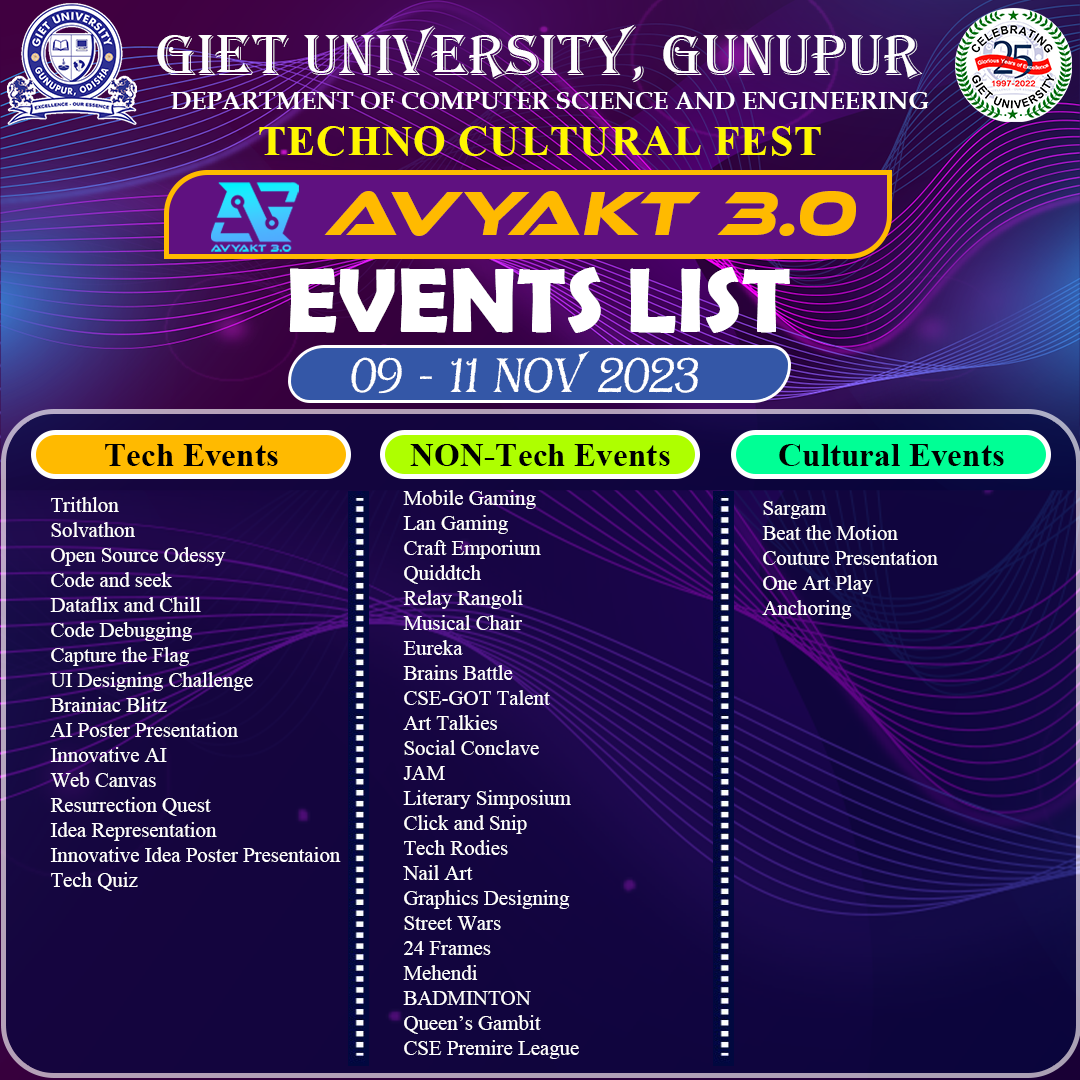 GIET UNIVERSITY
GUNUPUR, ODISHA
EXCELLENCE - OUR ESSENCE
GIET UNIVERSITY, GUNUPUR
DEPARTMENT OF COMPUTER SCIENCE AND ENGINEERING
CELEBRATING
25
Glorious Years of Excellence
1997-2022
GIET UNIVERSITY
TECHNO CULTURAL FEST
AVYAKT 3.0
AVYAKT 3.0
EVENTS LIST
09 - 11 NOV 2023
Tech Events
Trithlon
Solvathon
Open Source Odessy
Code and seek
Dataflix and Chill
Code Debugging
Capture the Flag
UI Designing Challenge
Brainiac Blitz
AI Poster Presentation
Innovative AI
Web Canvas
Resurrection Quest
Idea Representation
Innovative Idea Poster Presentaion
Tech Quiz
NON-Tech Events
Mobile Gaming
Lan Gaming
Craft Emporium
Quiddtch
Relay Rangoli
Musical Chair
Eureka
Brains Battle
CSE-GOT Talent
Art Talkies
Social Conclave
JAM
Literary Simposium
Click and Snip
Tech Rodies
Nail Art
Graphics Designing
Street Wars
24 Frames
Mehendi
BADMINTON
Queen's Gambit
CSE Premire League
Cultural Events
Sargam
Beat the Motion
Couture Presentation
One Art Play
Anchoring